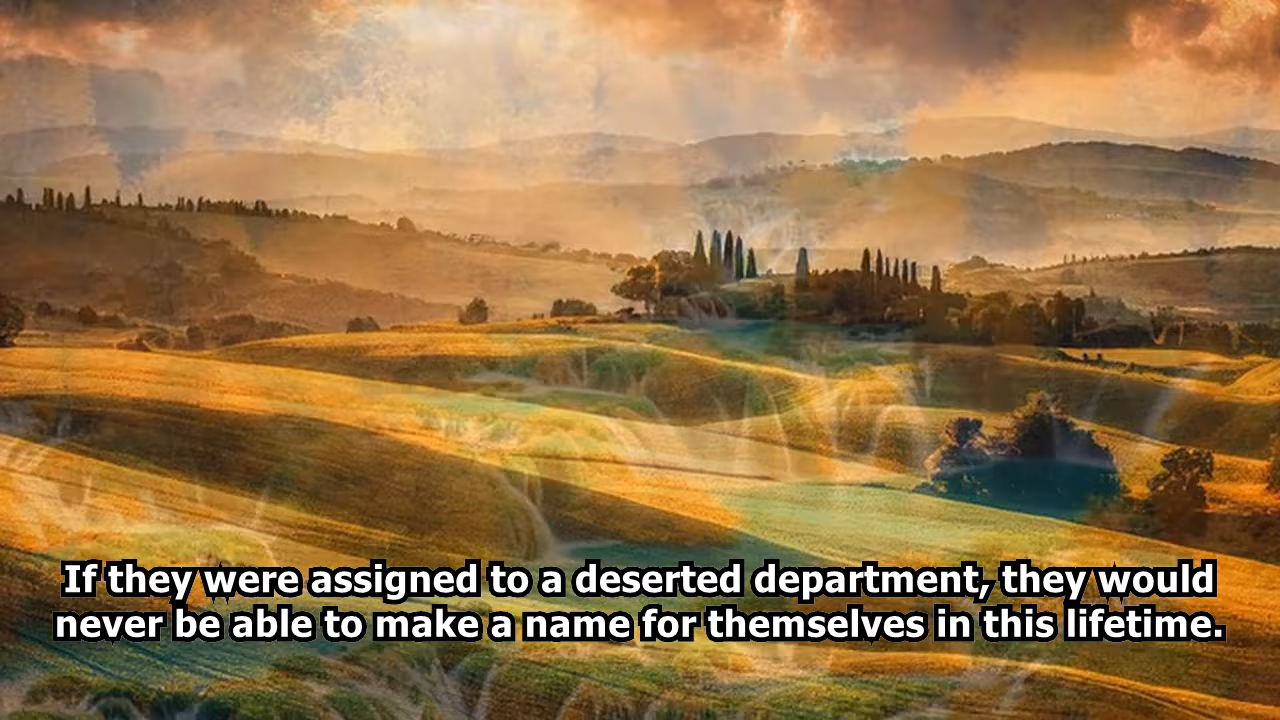 If they were assigned to a deserted department, they would
never be able to make a name for themselves in this lifetime.